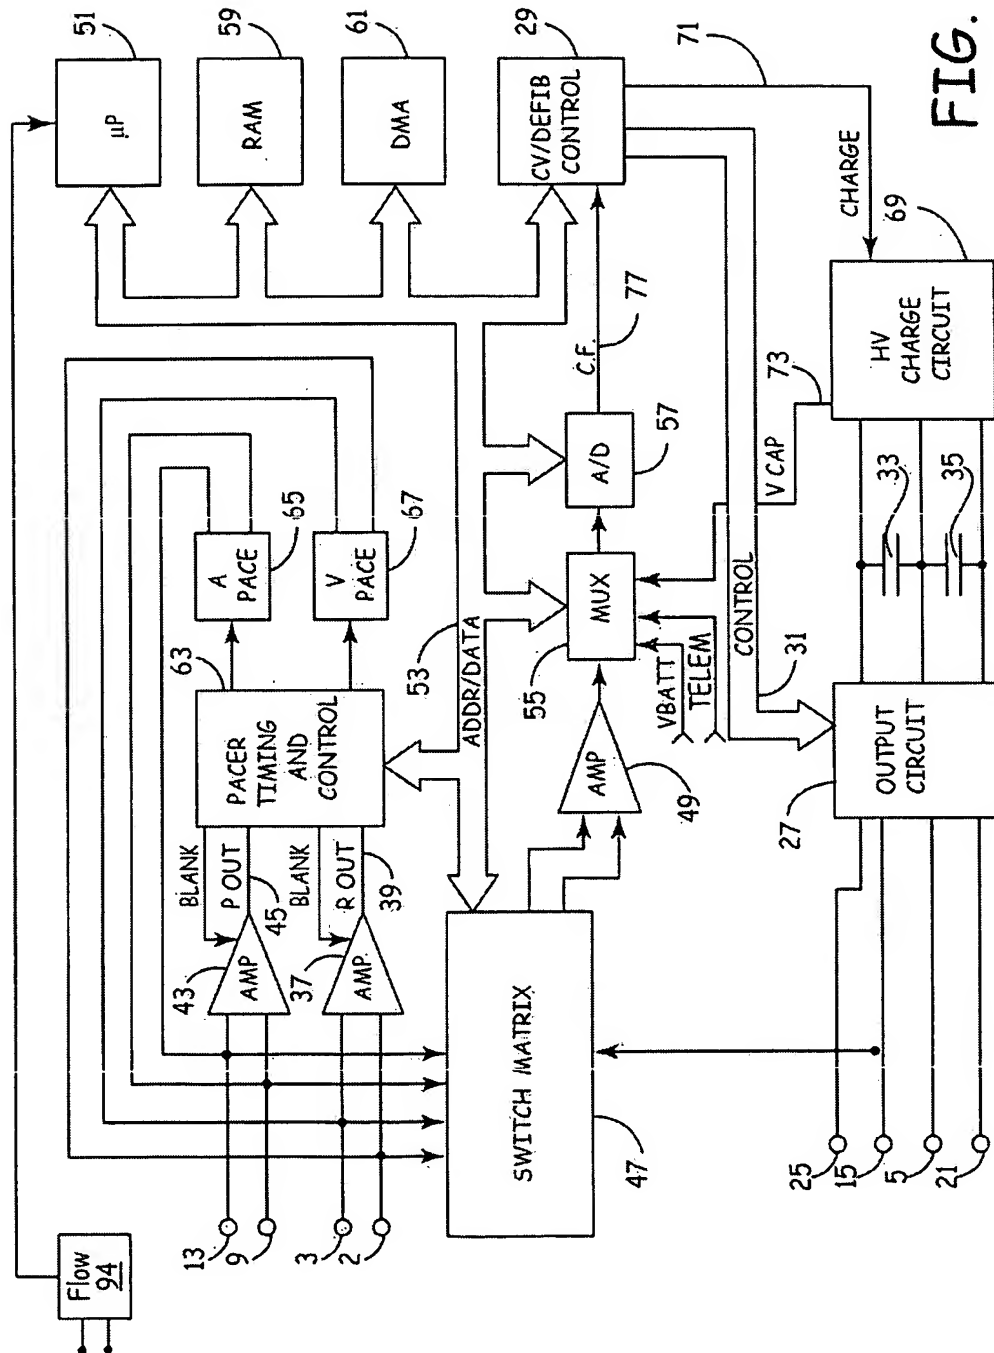 51
59
61
29
71
µP
RAM
DMA
CV/DEFIB
CONTROL
FIG.
CHARGE
69
HV
CHARGE
CIRCUIT
73
V CAP
77
C.F.
57
A/D
33
35
65
67
A
PACE
V
PACE
63
53
ADDR/DATA
55
MUX
VBATT
TELEM
CONTROL
31
PACER
TIMING
AND
CONTROL
BLANK
P OUT
45
BLANK
R OUT
39
AMP
49
OUTPUT
CIRCUIT
27
43
AMP
37
AMP.
SWITCH MATRIX
47
13
9
3
2
25
15
5
21
Flow
94